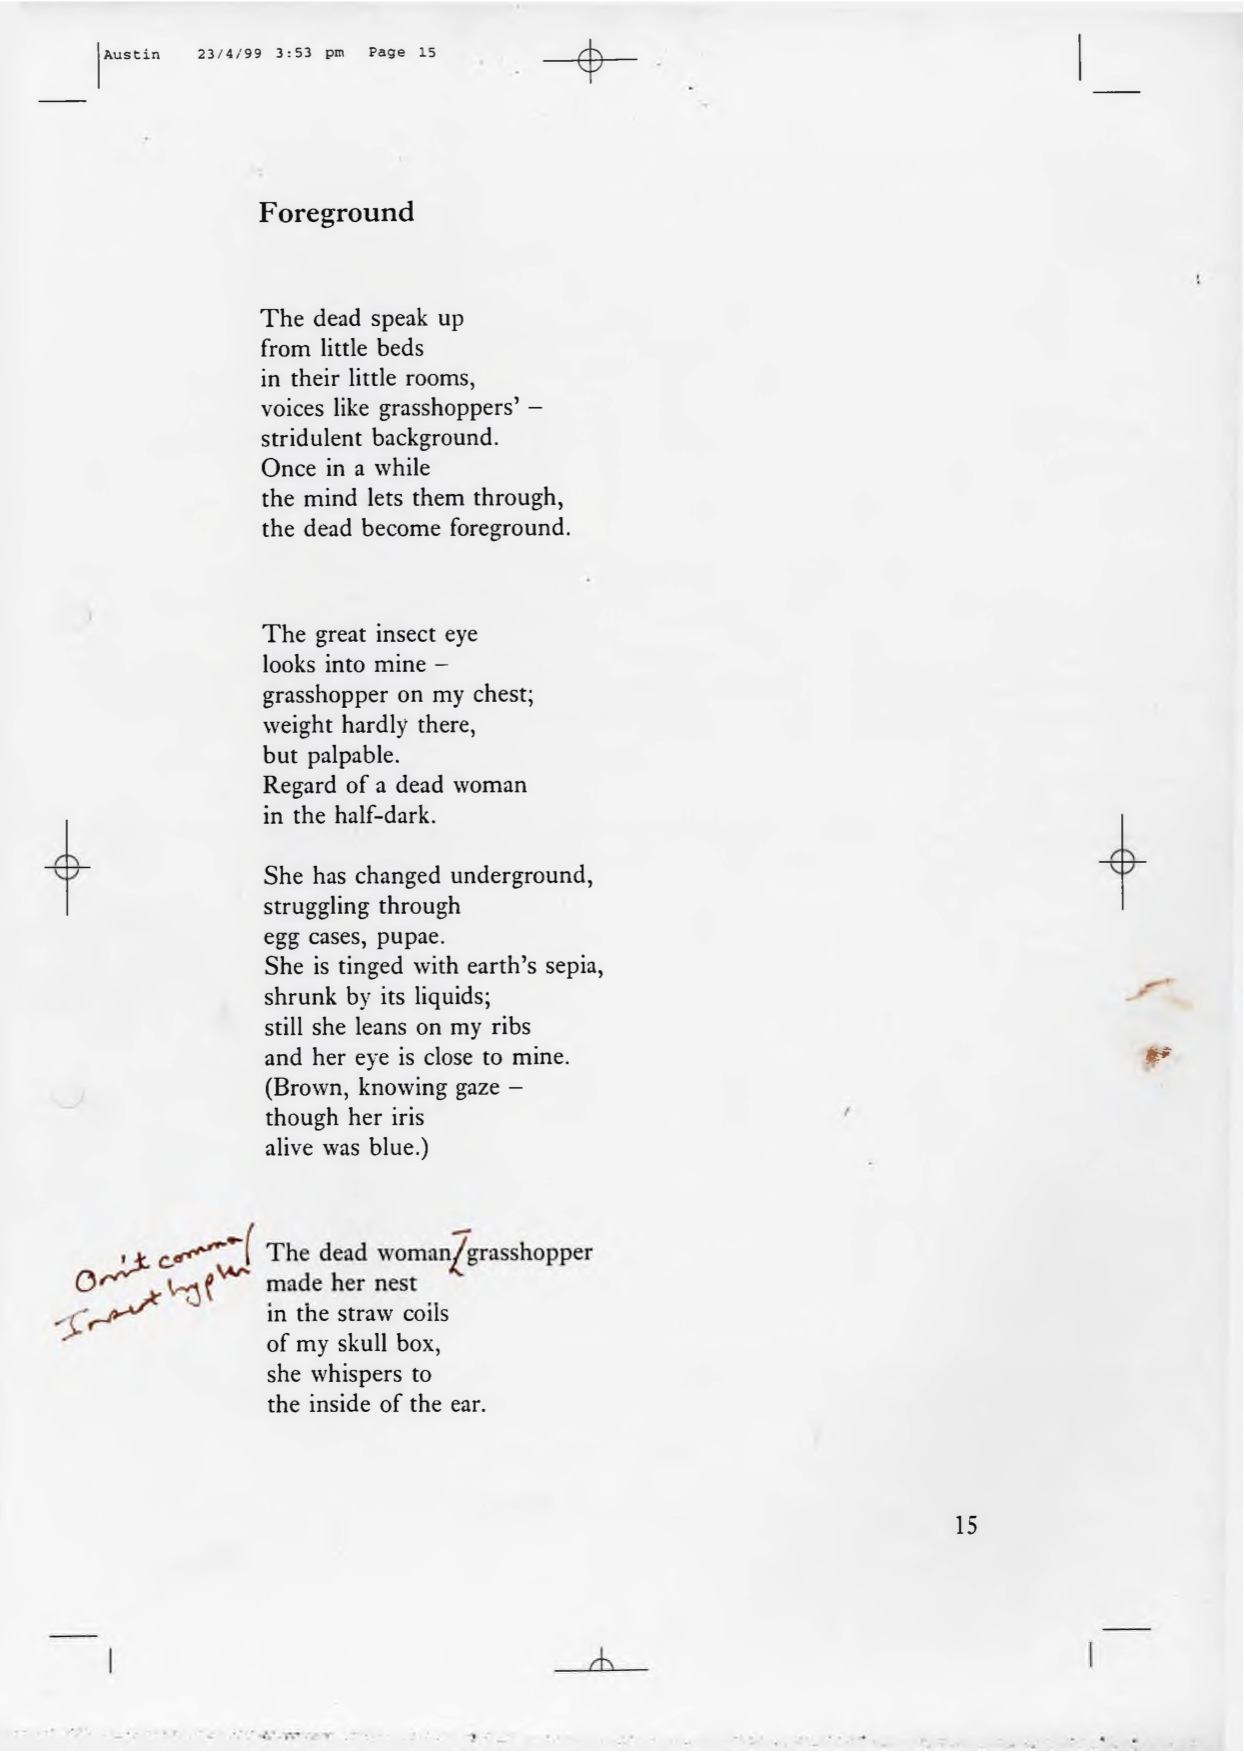 Austin 23/4/99 3:53 pm Page 15
Foreground
The dead speak up
from little beds
in their little rooms,
voices like grasshoppers’ –
stridulent background.
Once in a while
the mind lets them through,
the dead become foreground.
The great insect eye
looks into mine –
grasshopper on my chest;
weight hardly there,
but palpable.
Regard of a dead woman
in the half-dark.
She has changed underground,
struggling through
egg cases, pupae.
She is tinged with earth’s sepia,
shrunk by its liquids;
still she leans on my ribs
and her eye is close to mine.
(Brown, knowing gaze –
though her iris
alive was blue.)
Omit comma/
Insert hyphen
The dead woman, grasshopper
made her nest
in the straw coils
of my skull box,
she whispers to
the inside of the ear.
15